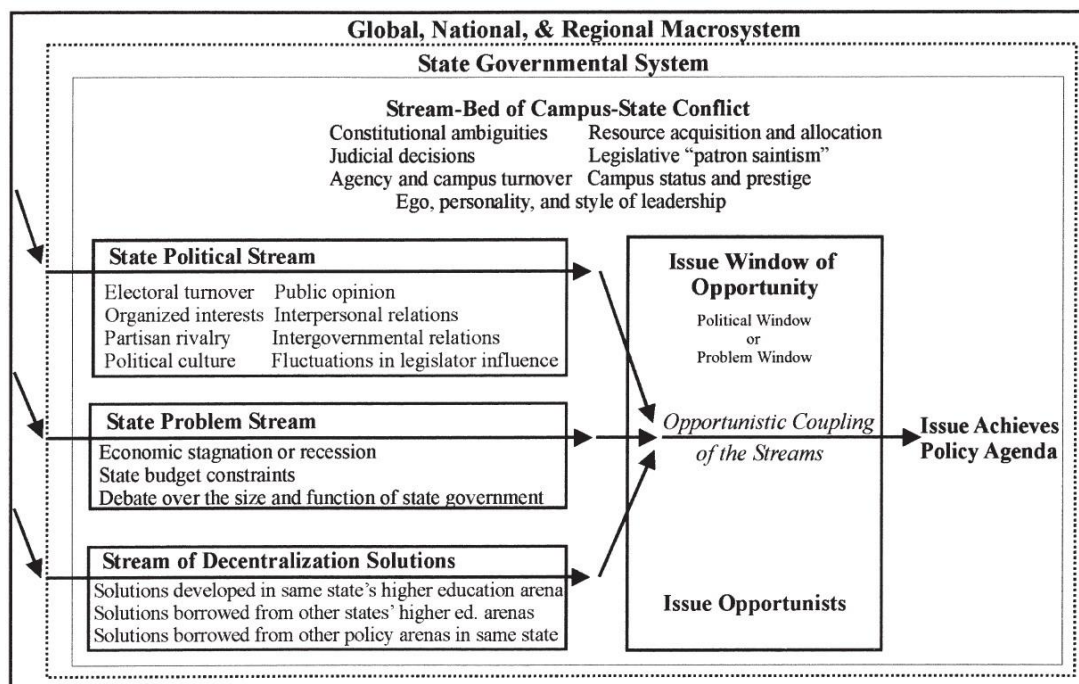 Global, National, & Regional Macrosystem
State Governmental System
Stream-Bed of Campus-State Conflict
Constitutional ambiguities Resource acquisition and allocation
Judicial decisions Legislative “patron saintism”
Agency and campus turnover Campus status and prestige
Ego, personality, and style of leadership
State Political Stream
Electoral turnover Public opinion
Organized interests Interpersonal relations
Partisan rivalry Intergovernmental relations
Political culture Fluctuations in legislator influence
State Problem Stream
Economic stagnation or recession
State budget constraints
Debate over the size and function of state government
Stream of Decentralization Solutions
Solutions developed in same state’s higher education arena
Solutions borrowed from other states’ higher ed. arenas
Solutions borrowed from other policy arenas in same state
Issue Window of
Opportunity
Political Window
or
Problem Window
Opportunistic Coupling
of the Streams
Issue Opportunists
Issue Achieves
Policy Agenda